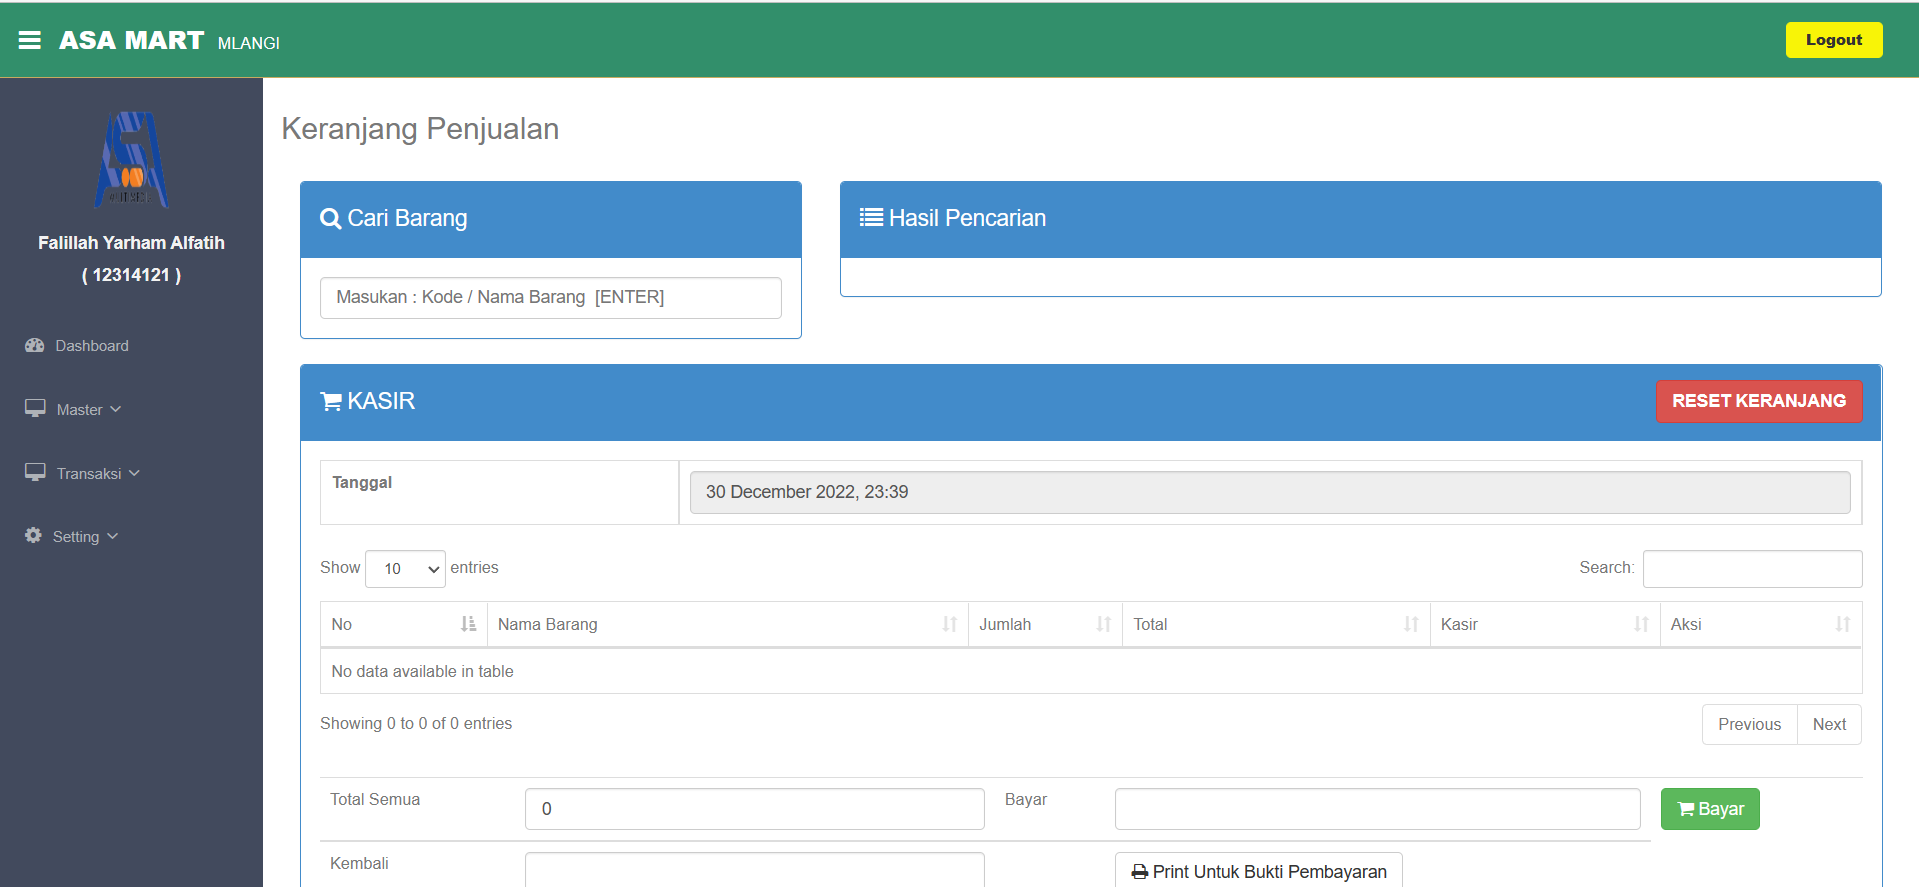 ASA MART MLANGI
Logout
Falillah Yarham Alfatih
( 12314121 )
Dashboard
Master
Transaksi
Setting
Keranjang Penjualan
Cari Barang
Masukan : Kode / Nama Barang [ENTER]
Hasil Pencarian
KASIR
RESET KERANJANG
Tanggal
30 December 2022, 23:39
Show 10 entries
Search:
No Nama Barang Jumlah Total Kasir Aksi
No data available in table
Showing 0 to 0 of 0 entries
Previous Next
Total Semua 0 Bayar Bayar
Kembali Print Untuk Bukti Pembayaran